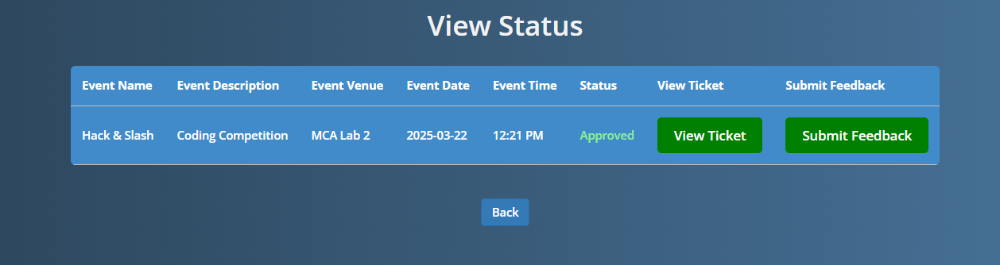 View Status
Event Name Event Description Event Venue Event Date Event Time Status View Ticket Submit Feedback
Hack & Slash Coding Competition MCA Lab 2 2025-03-22 12:21 PM Approved View Ticket Submit Feedback
Back